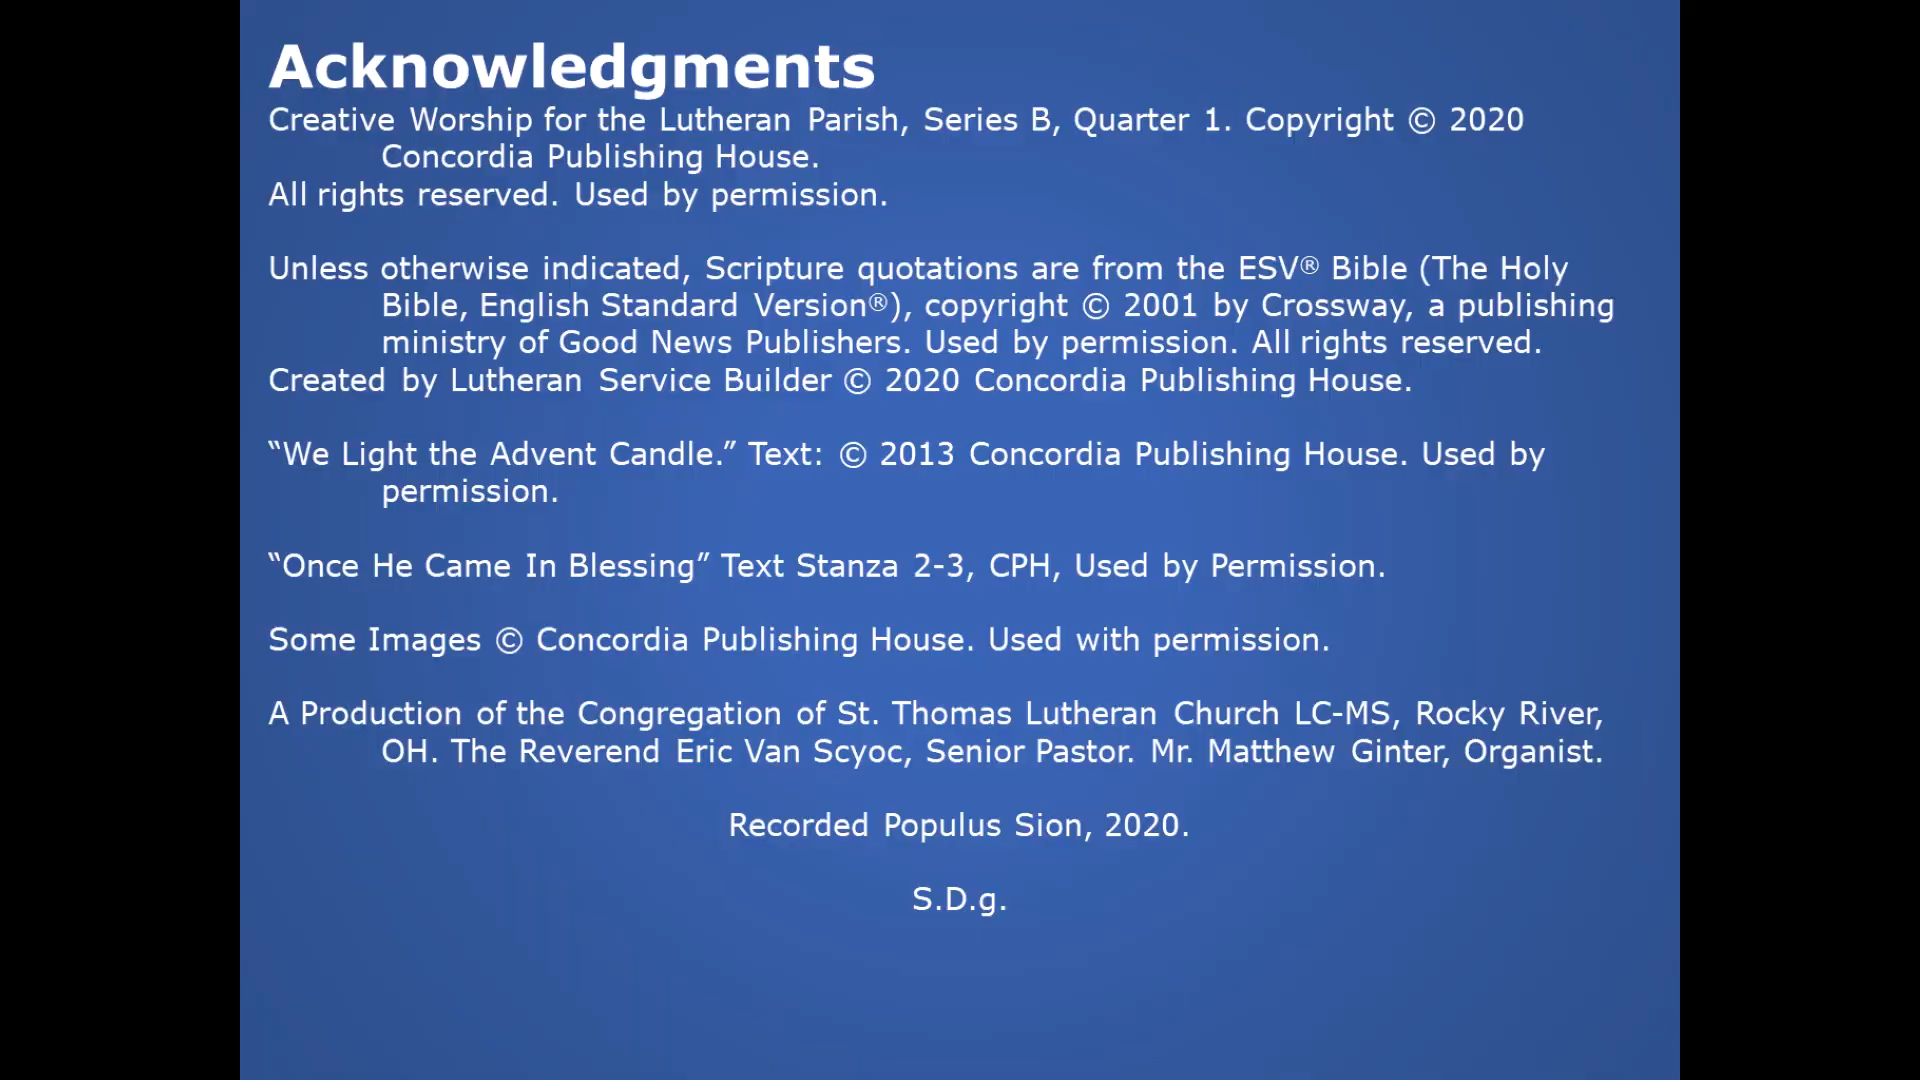 Acknowledgments
Creative Worship for the Lutheran Parish, Series B, Quarter 1. Copyright © 2020
Concordia Publishing House.
All rights reserved. Used by permission.
Unless otherwise indicated, Scripture quotations are from the ESV® Bible (The Holy
Bible, English Standard Version®), copyright © 2001 by Crossway, a publishing
ministry of Good News Publishers. Used by permission. All rights reserved.
Created by Lutheran Service Builder © 2020 Concordia Publishing House.
“We Light the Advent Candle.” Text: © 2013 Concordia Publishing House. Used by
permission.
“Once He Came In Blessing” Text Stanza 2-3, CPH, Used by Permission.
Some Images © Concordia Publishing House. Used with permission.
A Production of the Congregation of St. Thomas Lutheran Church LC-MS, Rocky River,
OH. The Reverend Eric Van Scyoc, Senior Pastor. Mr. Matthew Ginter, Organist.
Recorded Populus Sion, 2020.
S.D.g.